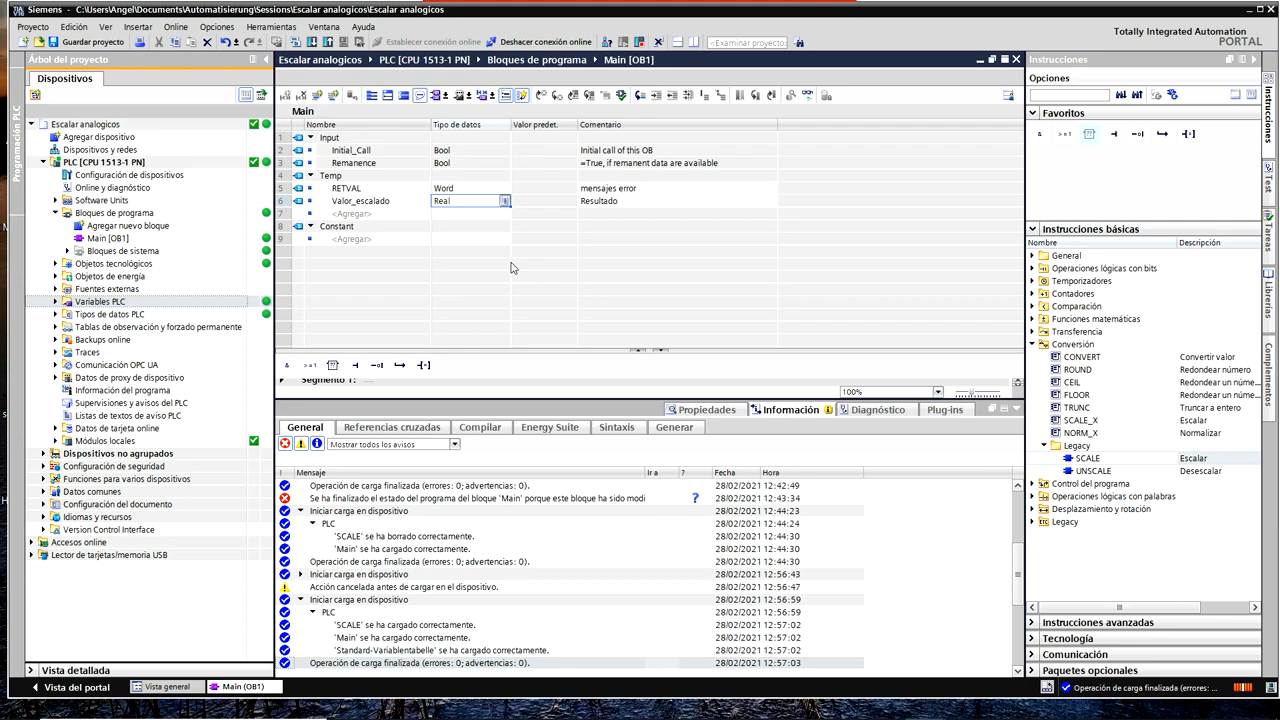 Siemens - C:\Users\Angel\Documents\Automatisierung\Sessions\Escalar analogicos\Escalar analogicos
Proyecto Edición Ver Insertar Online Opciones Herramientas Ventana Ayuda
Totally Integrated Automation
PORTAL
Guardar proyecto Establecer conexión online Deshacer conexión online <Examinar proyecto>
Árbol del proyecto
Dispositivos
Programación PLC
Escalar analogicos
Agregar dispositivo
Dispositivos y redes
PLC [CPU 1513-1 PN]
Configuración de dispositivos
Online y diagnóstico
Software Units
Bloques de programa
Agregar nuevo bloque
Main [OB1]
Bloques de sistema
Objetos tecnológicos
Objetos de energía
Fuentes externas
Variables PLC
Tipos de datos PLC
Tablas de observación y forzado permanente
Backups online
Traces
Comunicación OPC UA
Datos de proxy de dispositivo
Información del programa
Supervisiones y avisos del PLC
Listas de textos de aviso PLC
Datos de tarjeta online
Módulos locales
Dispositivos no agrupados
Configuración de seguridad
Funciones para varios dispositivos
Datos comunes
Configuración del documento
Idiomas y recursos
Version Control Interface
Accesos online
Lector de tarjetas/memoria USB
Vista detallada
Escalar analogicos PLC [CPU 1513-1 PN] Bloques de programa Main [OB1]
Main
Nombre Tipo de datos Valor predet. Comentario
1 Input
2 Initial_Call Bool Initial call of this OB
3 Remanence Bool =True, if remanent data are available
4 Temp
5 RETVAL Word mensajes error
6 Valor_escalado Real Resultado
7 <Agregar>
8 Constant
9 <Agregar>
& >=1 ??
Segmento 1:
100%
Propiedades Información Diagnóstico Plug-ins
General Referencias cruzadas Compilar Energy Suite Sintaxis Generar
Mostrar todos los avisos
! Mensaje Ir a ? Fecha Hora
Operación de carga finalizada (errores: 0; advertencias: 0). 28/02/2021 12:42:49
Se ha finalizado el estado del programa del bloque 'Main' porque este bloque ha sido modi ? 28/02/2021 12:43:34
Iniciar carga en dispositivo 28/02/2021 12:44:23
PLC 28/02/2021 12:44:24
'SCALE' se ha borrado correctamente. 28/02/2021 12:44:30
'Main' se ha cargado correctamente. 28/02/2021 12:44:30
Operación de carga finalizada (errores: 0; advertencias: 0). 28/02/2021 12:44:30
Iniciar carga en dispositivo 28/02/2021 12:56:43
Acción cancelada antes de cargar en el dispositivo. 28/02/2021 12:56:47
Iniciar carga en dispositivo 28/02/2021 12:56:59
PLC 28/02/2021 12:56:59
'SCALE' se ha cargado correctamente. 28/02/2021 12:57:02
'Main' se ha cargado correctamente. 28/02/2021 12:57:02
'Standard-Variablentabelle' se ha cargado correctamente. 28/02/2021 12:57:02
Operación de carga finalizada (errores: 0; advertencias: 0). 28/02/2021 12:57:03
Instrucciones
Opciones
Favoritos
& >=1 ??
Instrucciones básicas
Nombre Descripción
General
Operaciones lógicas con bits
Temporizadores
Contadores
Comparación
Funciones matemáticas
Transferencia
Conversión
CONVERT Convertir valor
ROUND Redondear número
CEIL Redondear un núme...
FLOOR Redondear un núme...
TRUNC Truncar a entero
SCALE_X Escalar
NORM_X Normalizar
Legacy
SCALE Escalar
UNSCALE Desescalar
Control del programa
Operaciones lógicas con palabras
Desplazamiento y rotación
Legacy
Instrucciones avanzadas
Tecnología
Comunicación
Paquetes opcionales
Instrucciones
Test
Tareas
Librerías
Complementos
Vista del portal Vista general Main (OB1) Operación de carga finalizada (errores: ...